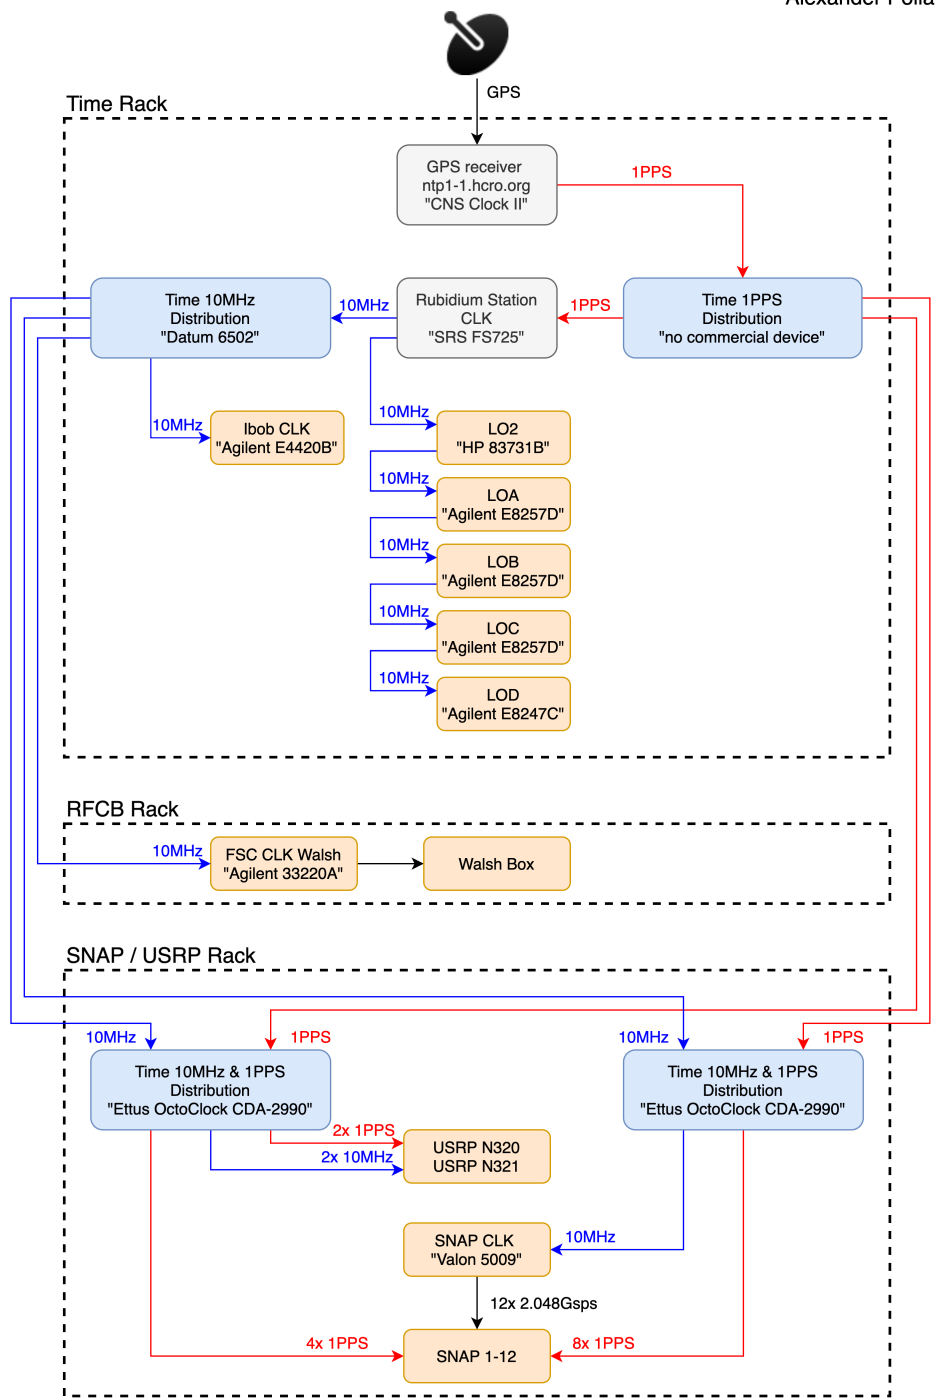 GPS
Time Rack
GPS receiver
ntp1-1.hcro.org
"CNS Clock II"
1PPS
Time 10MHz
Distribution
"Datum 6502"
10MHz
Rubidium Station
CLK
"SRS FS725"
1PPS
Time 1PPS
Distribution
"no commercial device"
10MHz
Ibob CLK
"Agilent E4420B"
10MHz
LO2
"HP 83731B"
10MHz
LOA
"Agilent E8257D"
10MHz
LOB
"Agilent E8257D"
10MHz
LOC
"Agilent E8257D"
10MHz
LOD
"Agilent E8247C"
RFCB Rack
10MHz
FSC CLK Walsh
"Agilent 33220A"
Walsh Box
SNAP / USRP Rack
10MHz
1PPS
10MHz
1PPS
Time 10MHz & 1PPS
Distribution
"Ettus OctoClock CDA-2990"
Time 10MHz & 1PPS
Distribution
"Ettus OctoClock CDA-2990"
2x 1PPS
2x 10MHz
USRP N320
USRP N321
SNAP CLK
"Valon 5009"
10MHz
12x 2.048Gsps
4x 1PPS
SNAP 1-12
8x 1PPS